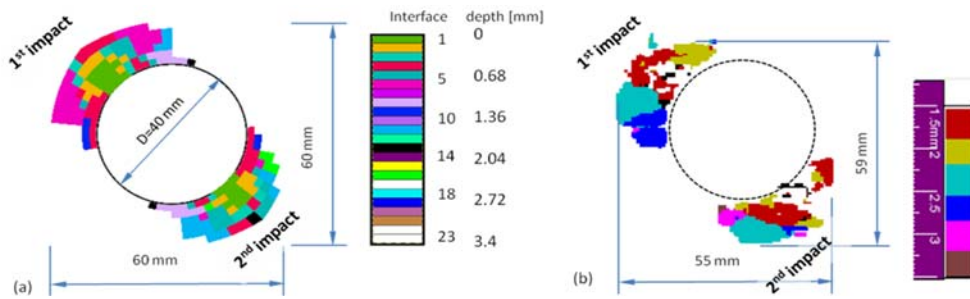 1st impact
D=40 mm
60 mm
60 mm
2nd impact
(a)
Interface depth [mm]
1 0
5 0.68
10 1.36
14 2.04
18 2.72
23 3.4
1st impact
59 mm
55 mm
2nd impact
(b)
1.5mm
2
2.5
3